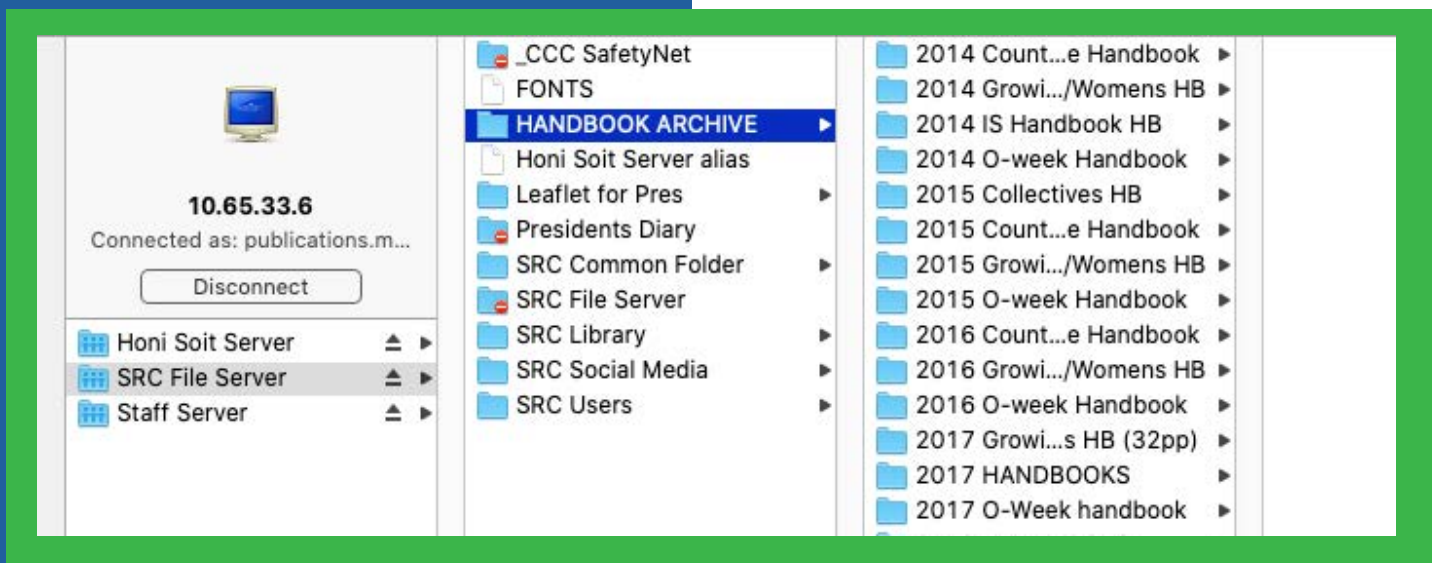 10.65.33.6
Connected as: publications.m...
Disconnect
Honi Soit Server
SRC File Server
Staff Server
_CCC SafetyNet
FONTS
HANDBOOK ARCHIVE
Honi Soit Server alias
Leaflet for Pres
Presidents Diary
SRC Common Folder
SRC File Server
SRC Library
SRC Social Media
SRC Users
2014 Count...e Handbook
2014 Growi.../Womens HB
2014 IS Handbook HB
2014 O-week Handbook
2015 Collectives HB
2015 Count...e Handbook
2015 Growi.../Womens HB
2015 O-week Handbook
2016 Count...e Handbook
2016 Growi.../Womens HB
2016 O-week Handbook
2017 Growi...s HB (32pp)
2017 HANDBOOKS
2017 O-Week handbook